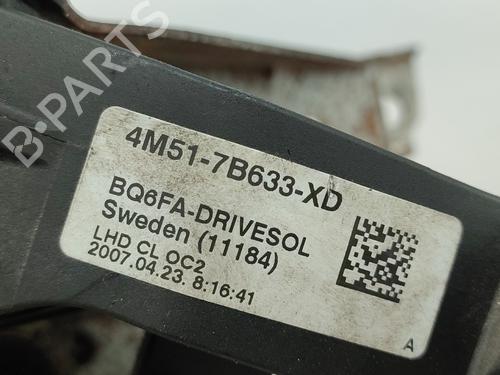 4M51-7B633-XD
BQ6FA-DRIVESOL
Sweden (11184)
LHD CL OC2
2007.04.23. 8:16:41
A
B-PARTS